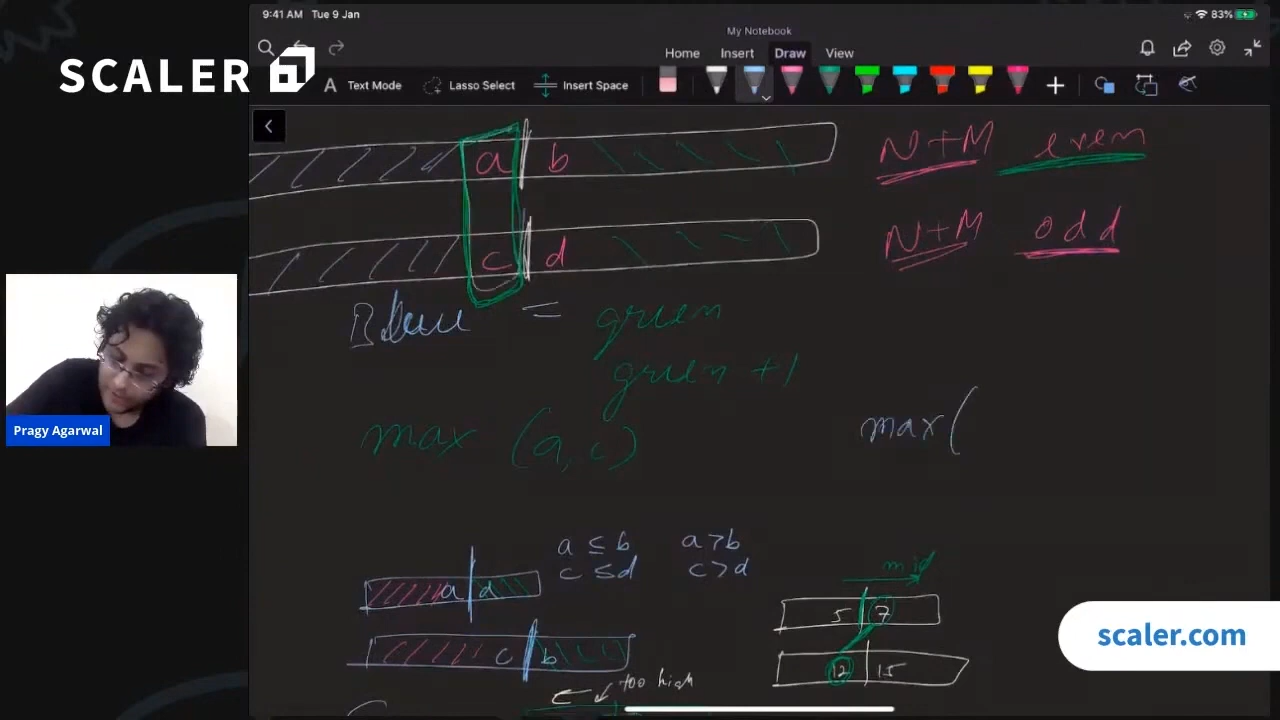 9:41 AM Tue 9 Jan
83%
My Notebook
SCALER
Home Insert Draw View
A Text Mode Lasso Select Insert Space
a b
N+M even
c d
N+M odd
Blue = green
green +1
max (a, c)
max(
Pragy Agarwal
a ≤ b a > b
c ≤ d c > d
mid
a d
5 7
c b
12 15
too high
scaler.com